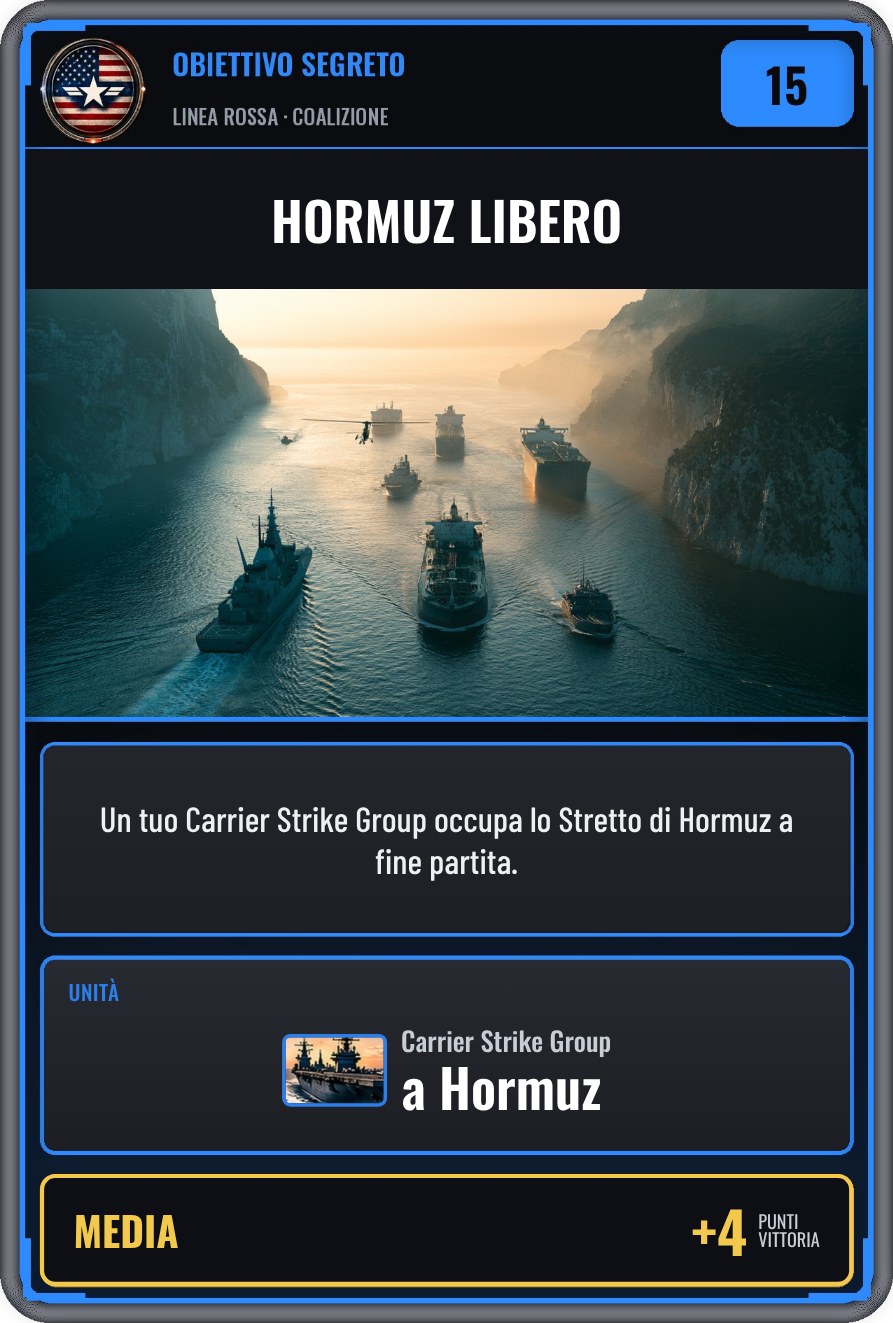 OBIETTIVO SEGRETO
LINEA ROSSA · COALIZIONE
15
HORMUZ LIBERO
Un tuo Carrier Strike Group occupa lo Stretto di Hormuz a
fine partita.
UNITÀ
Carrier Strike Group
a Hormuz
MEDIA
+4
PUNTI
VITTORIA